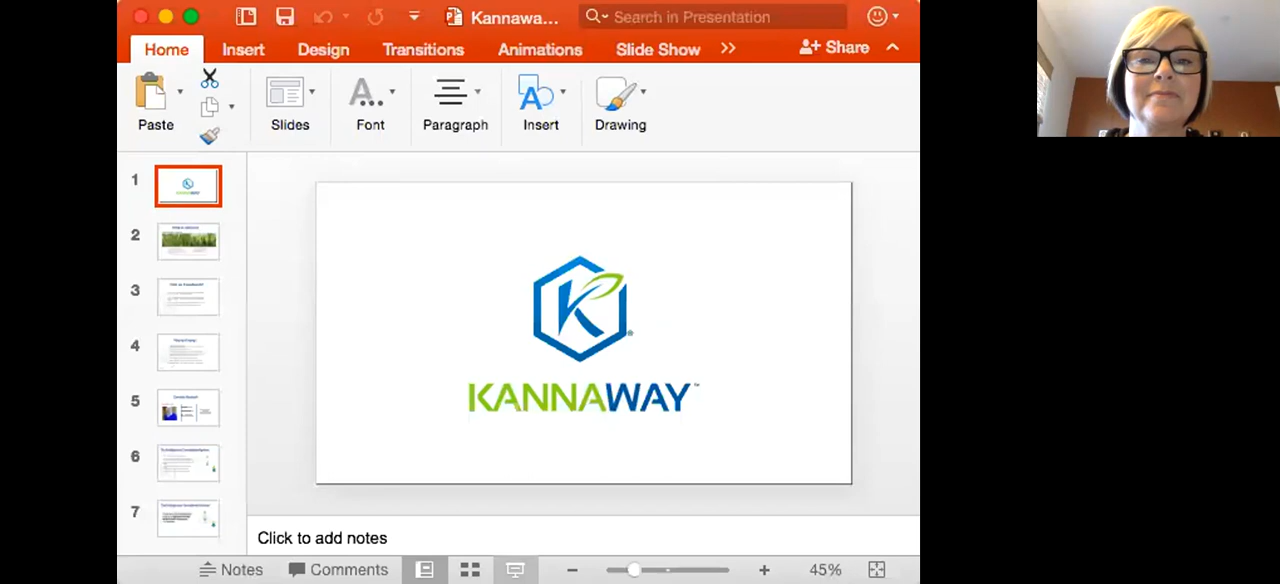 Kannawa...
Search in Presentation
Home Insert Design Transitions Animations Slide Show >> Share
Paste Slides Font Paragraph Insert Drawing
1
2
3
4
5
6
7
KANNAWAY™
Click to add notes
Notes Comments 45%